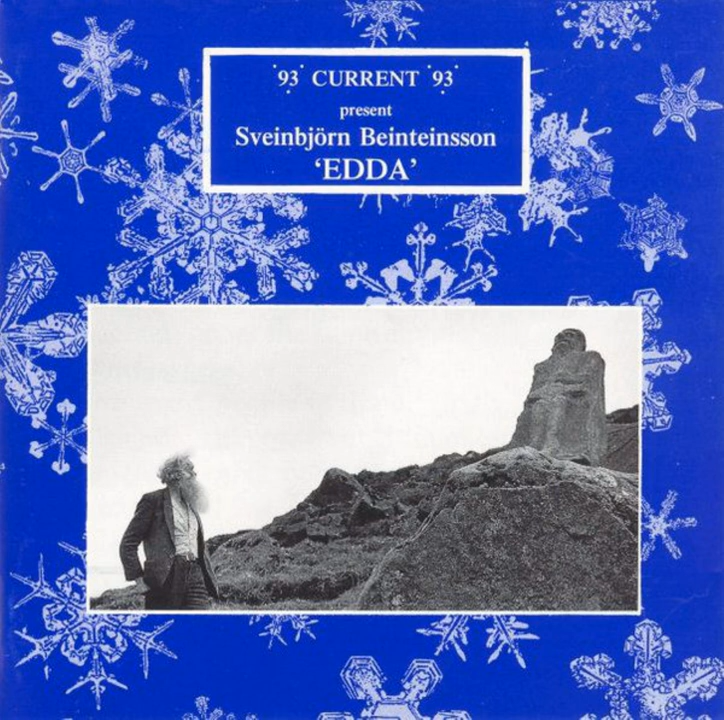 '93' CURRENT '93'
present
Sveinbjörn Beinteinsson
‘EDDA’